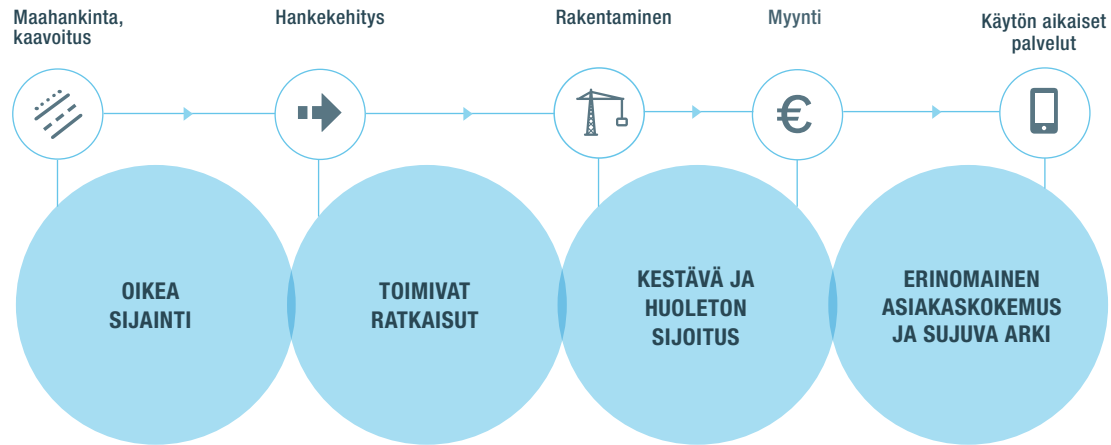 Maahankinta,
kaavoitus
Hankekehitys
Rakentaminen
Myynti
Käytön aikaiset
palvelut
€
OIKEA
SIJAINTI
TOIMIVAT
RATKAISUT
KESTÄVÄ JA
HUOLETON
SIJOITUS
ERINOMAINEN
ASIAKASKOKEMUS
JA SUJUVA ARKI